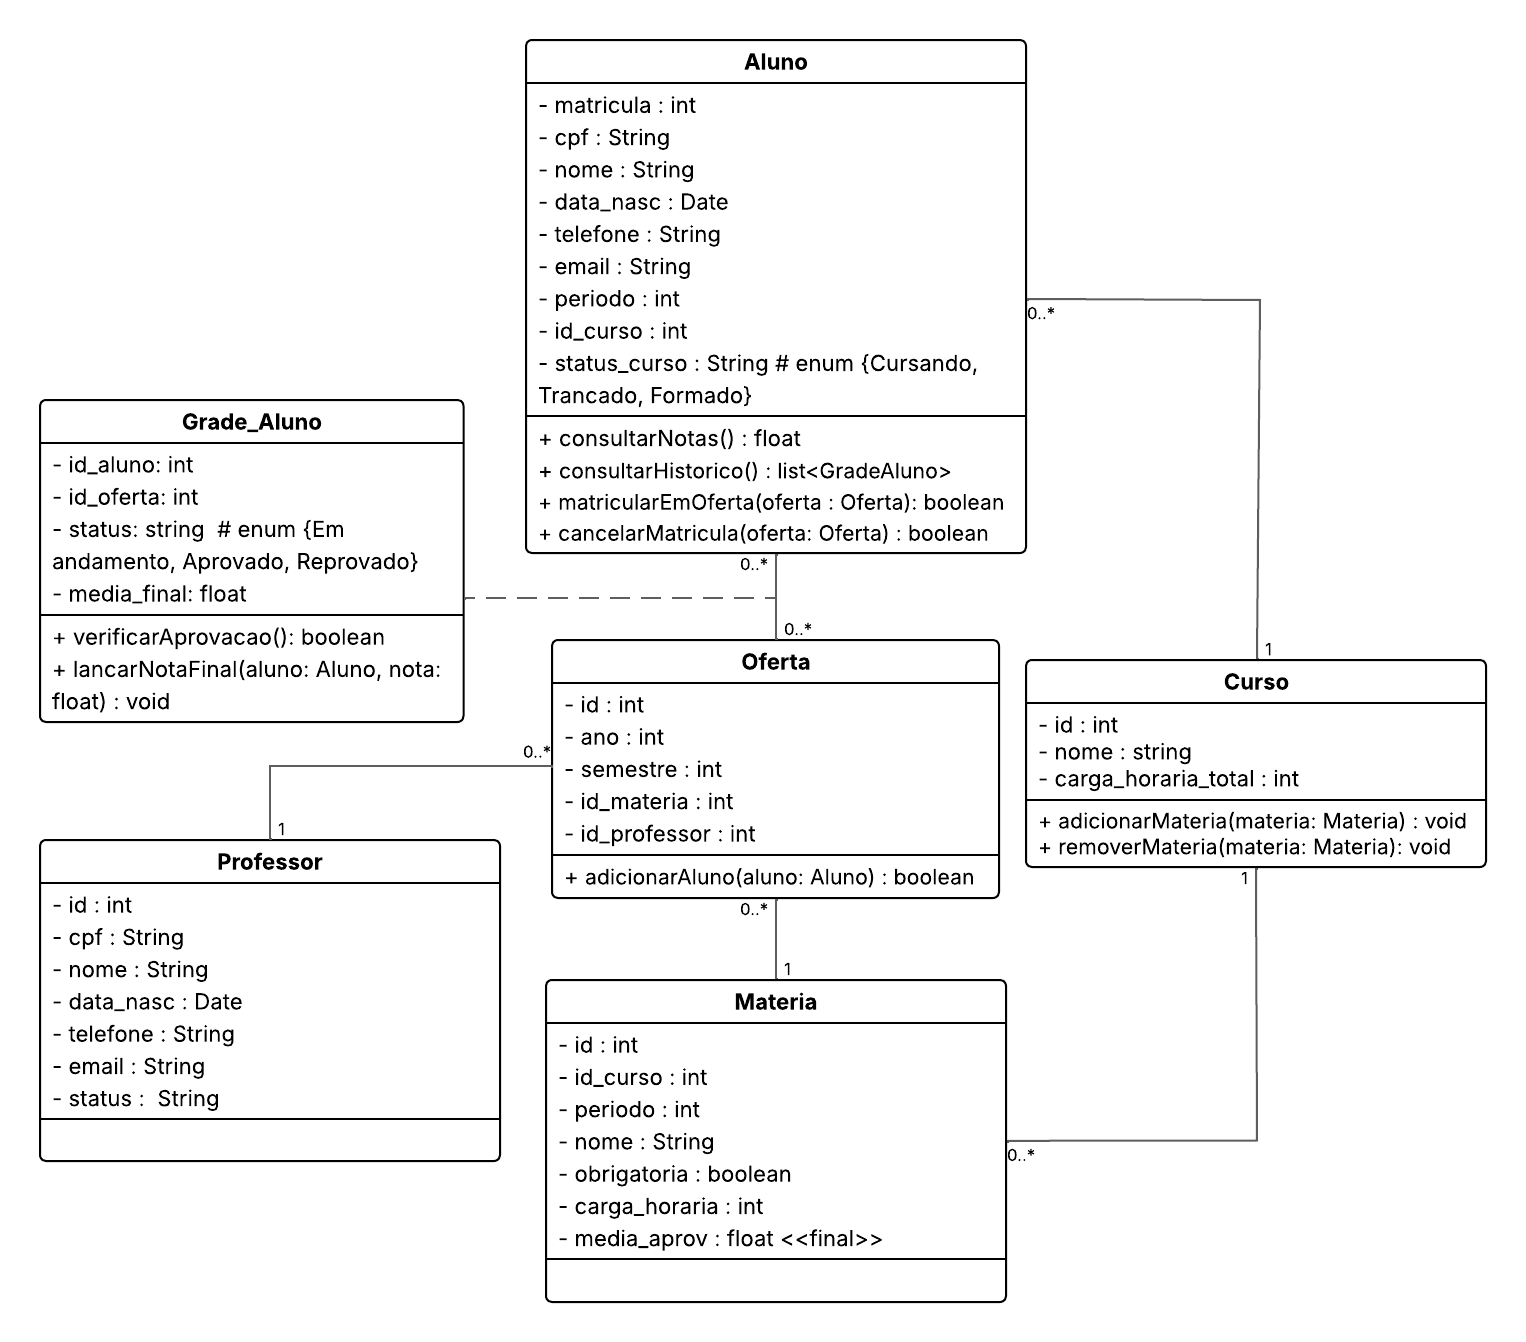 Aluno
- matricula : int
- cpf : String
- nome : String
- data_nasc : Date
- telefone : String
- email : String
- periodo : int
- id_curso : int
- status_curso : String # enum {Cursando,
Trancado, Formado}
+ consultarNotas() : float
+ consultarHistorico() : list<GradeAluno>
+ matricularEmOferta(oferta : Oferta): boolean
+ cancelarMatricula(oferta: Oferta) : boolean
0..*
0..*
0..*
1
Grade_Aluno
- id_aluno: int
- id_oferta: int
- status: string  # enum {Em
andamento, Aprovado, Reprovado}
- media_final: float
+ verificarAprovacao(): boolean
+ lancarNotaFinal(aluno: Aluno, nota:
float) : void
Oferta
- id : int
- ano : int
- semestre : int
- id_materia : int
- id_professor : int
+ adicionarAluno(aluno: Aluno) : boolean
0..*
1
0..*
1
Curso
- id : int
- nome : string
- carga_horaria_total : int
+ adicionarMateria(materia: Materia) : void
+ removerMateria(materia: Materia): void
1
0..*
Professor
- id : int
- cpf : String
- nome : String
- data_nasc : Date
- telefone : String
- email : String
- status :  String
Materia
- id : int
- id_curso : int
- periodo : int
- nome : String
- obrigatoria : boolean
- carga_horaria : int
- media_aprov : float <<final>>